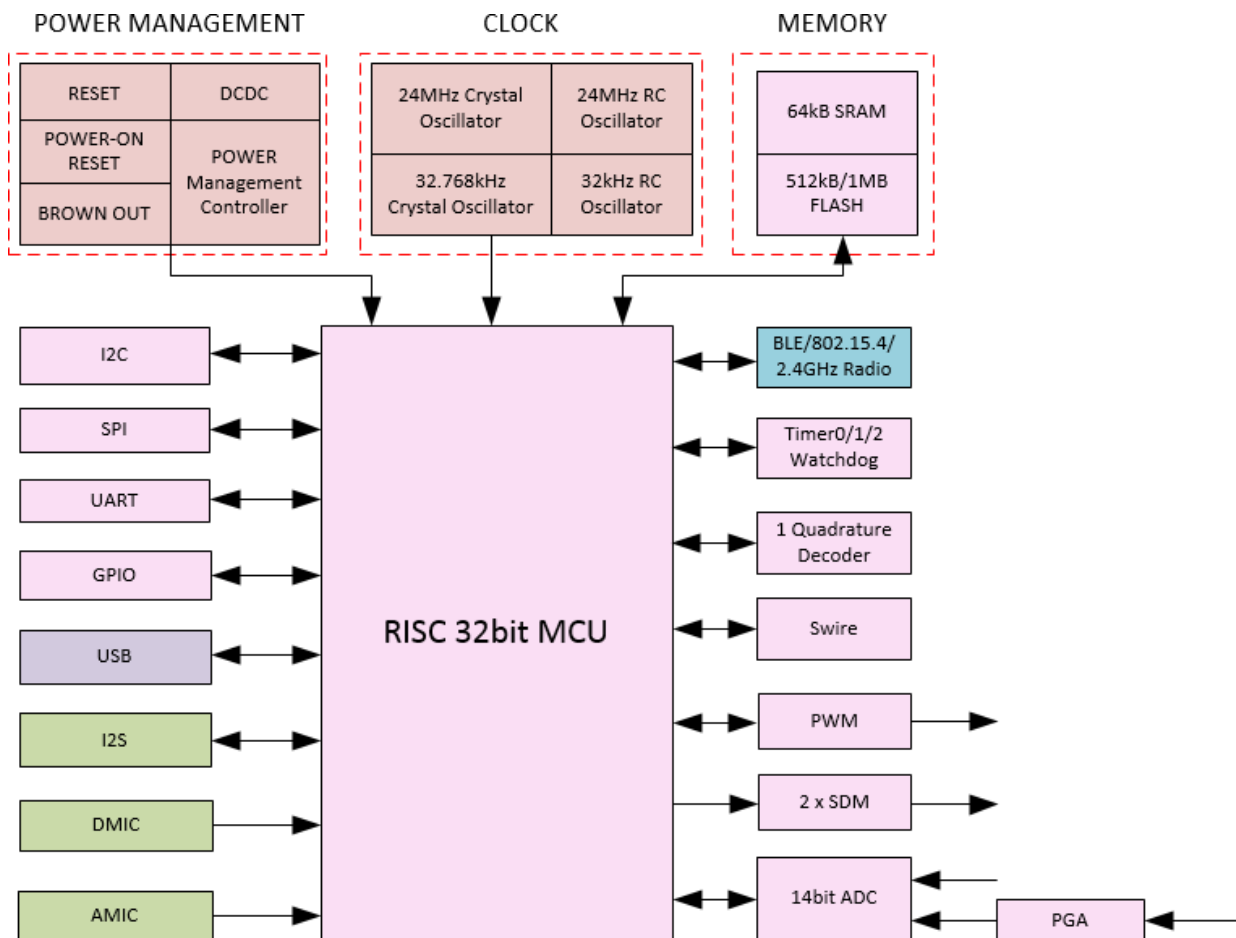 POWER MANAGEMENT
CLOCK
MEMORY
RESET
DCDC
POWER-ON
RESET
POWER
Management
Controller
BROWN OUT
24MHz Crystal
Oscillator
24MHz RC
Oscillator
32.768kHz
Crystal Oscillator
32kHz RC
Oscillator
64kB SRAM
512kB/1MB
FLASH
I2C
SPI
UART
GPIO
USB
I2S
DMIC
AMIC
RISC 32bit MCU
BLE/802.15.4/
2.4GHz Radio
Timer0/1/2
Watchdog
1 Quadrature
Decoder
Swire
PWM
2 x SDM
14bit ADC
PGA